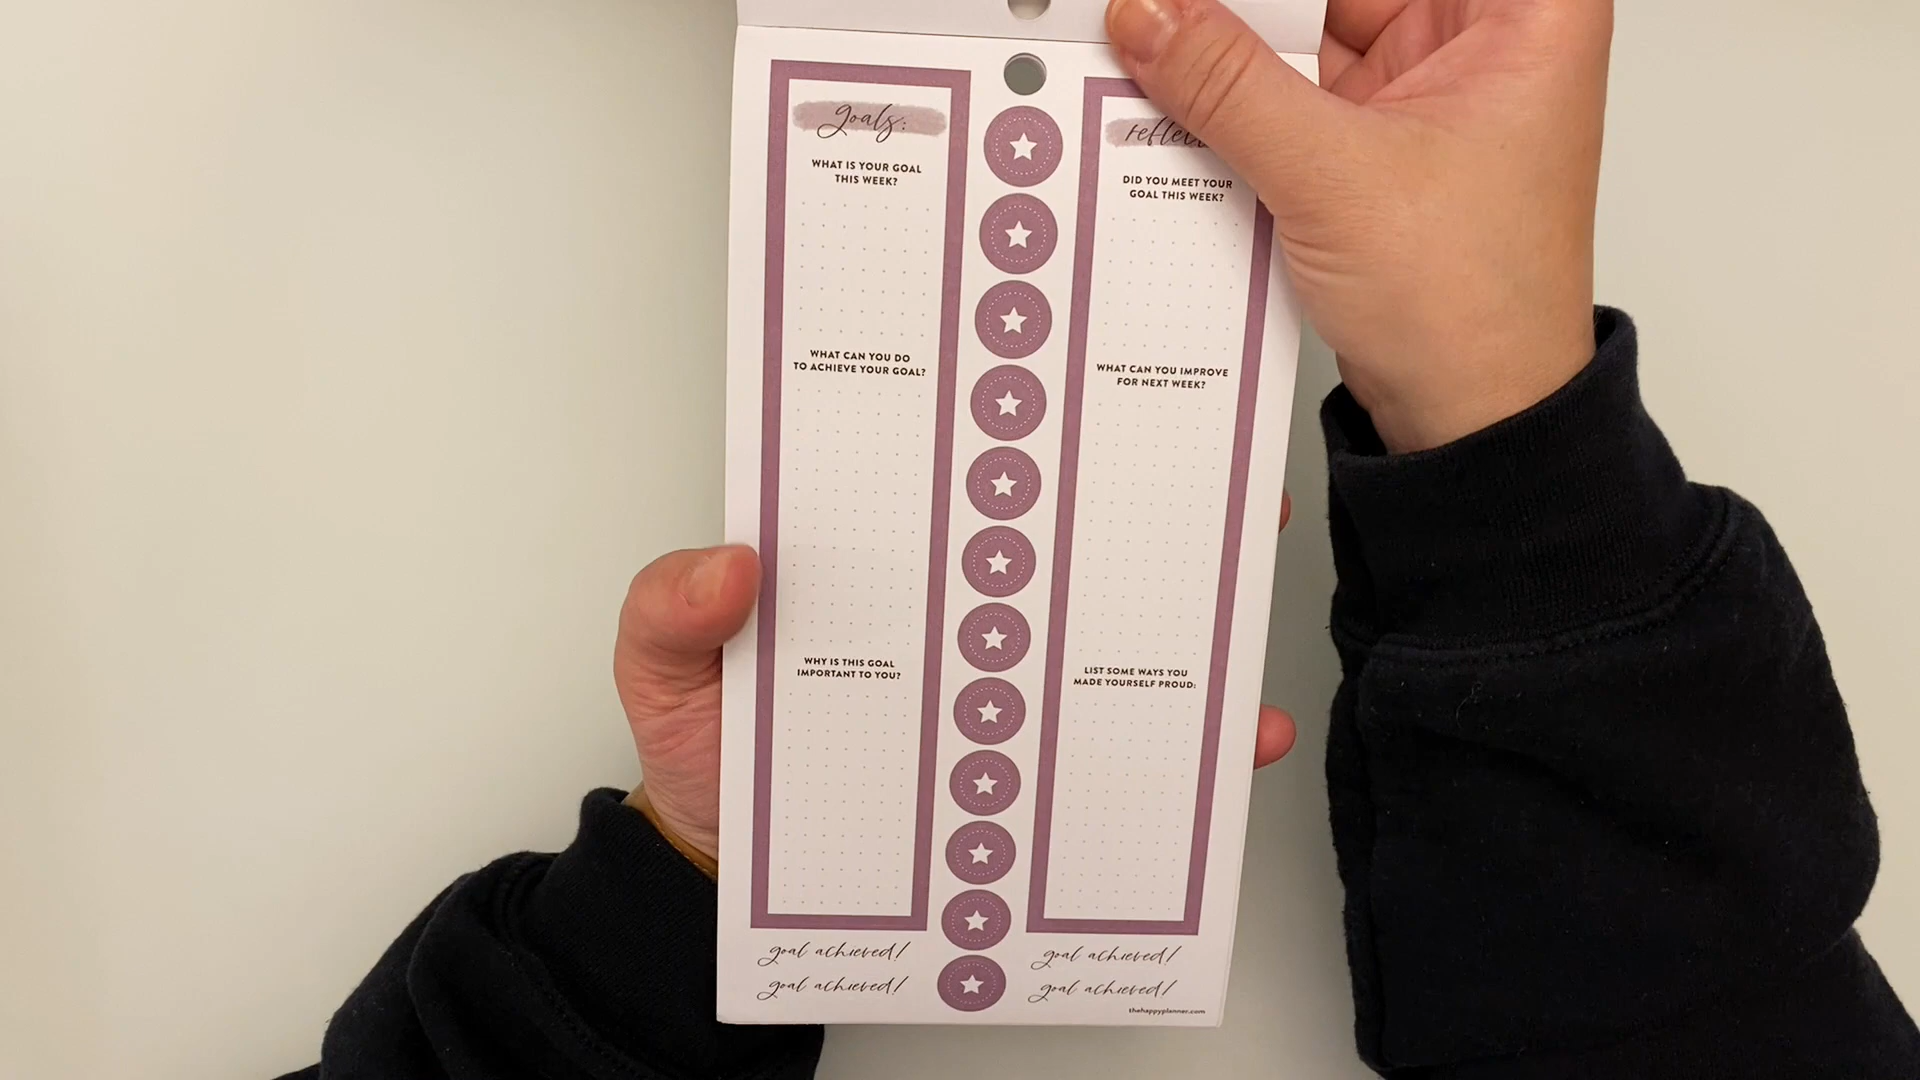 goals:
WHAT IS YOUR GOAL
THIS WEEK?
WHAT CAN YOU DO
TO ACHIEVE YOUR GOAL?
WHY IS THIS GOAL
IMPORTANT TO YOU?
goal achieved!
goal achieved!
DID YOU MEET YOUR
GOAL THIS WEEK?
WHAT CAN YOU IMPROVE
FOR NEXT WEEK?
LIST SOME WAYS YOU
MADE YOURSELF PROUD:
goal achieved!
goal achieved!
thehappyplanner.com